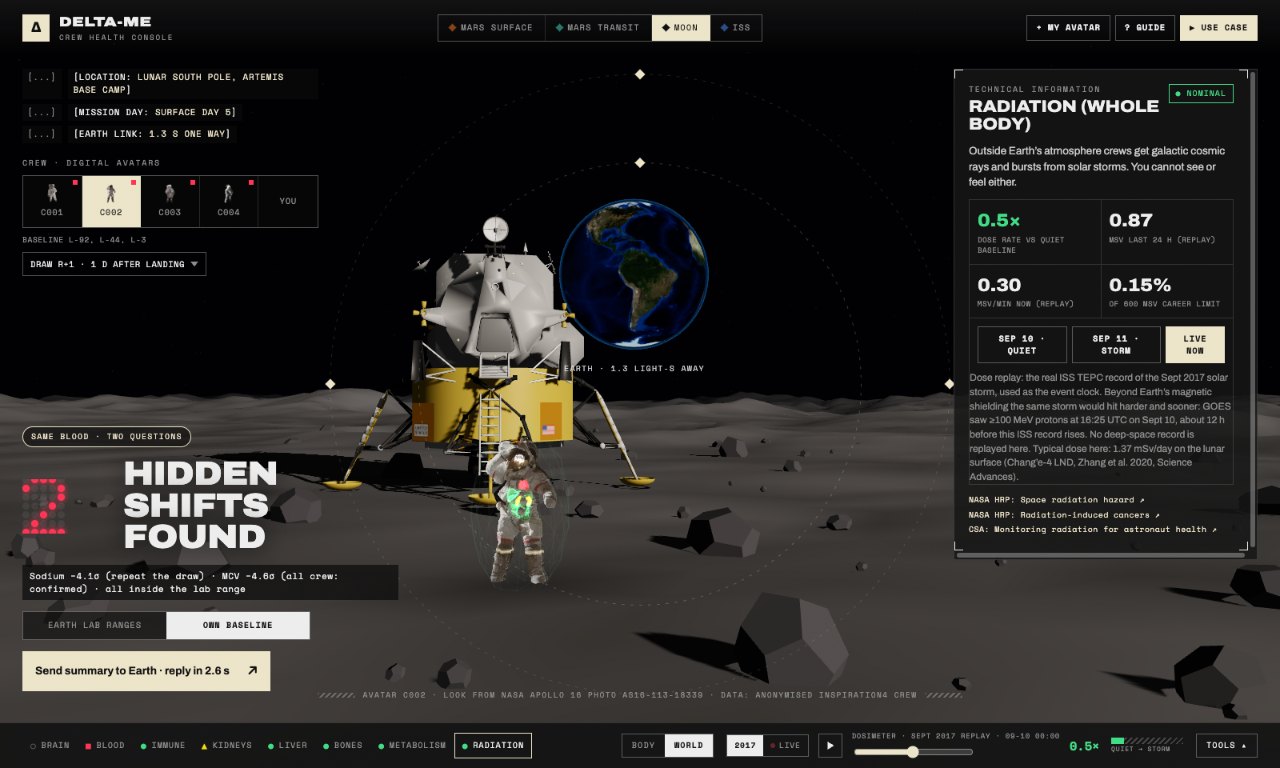 Δ
DELTA-ME
CREW HEALTH CONSOLE
MARS SURFACE
MARS TRANSIT
MOON
ISS
+ MY AVATAR
? GUIDE
▶ USE CASE
[...] [LOCATION: LUNAR SOUTH POLE, ARTEMIS
BASE CAMP]
[...] [MISSION DAY: SURFACE DAY 5]
[...] [EARTH LINK: 1.3 S ONE WAY]
CREW · DIGITAL AVATARS
C001 C002 C003 C004 YOU
BASELINE L-92, L-44, L-3
DRAW R+1 · 1 D AFTER LANDING
EARTH · 1.3 LIGHT-S AWAY
SAME BLOOD · TWO QUESTIONS
2
HIDDEN
SHIFTS
FOUND
Sodium −4.1σ (repeat the draw) · MCV −4.6σ (all crew:
confirmed) · all inside the lab range
EARTH LAB RANGES
OWN BASELINE
Send summary to Earth · reply in 2.6 s ↗
TECHNICAL INFORMATION
● NOMINAL
RADIATION (WHOLE
BODY)
Outside Earth's atmosphere crews get galactic cosmic
rays and bursts from solar storms. You cannot see or
feel either.
0.5×
DOSE RATE VS QUIET
BASELINE
0.87
MSV LAST 24 H (REPLAY)
0.30
ΜSV/MIN NOW (REPLAY)
0.15%
OF 600 MSV CAREER LIMIT
SEP 10 ·
QUIET
SEP 11 ·
STORM
LIVE
NOW
Dose replay: the real ISS TEPC record of the Sept 2017 solar
storm, used as the event clock. Beyond Earth's magnetic
shielding the same storm would hit harder and sooner: GOES
saw ≥100 MeV protons at 16:25 UTC on Sept 10, about 12 h
before this ISS record rises. No deep-space record is
replayed here. Typical dose here: 1.37 mSv/day on the lunar
surface (Chang'e-4 LND, Zhang et al. 2020, Science
Advances).
NASA HRP: Space radiation hazard ↗
NASA HRP: Radiation-induced cancers ↗
CSA: Monitoring radiation for astronaut health ↗
AVATAR C002 · LOOK FROM NASA APOLLO 16 PHOTO AS16-113-18339 · DATA: ANONYMISED INSPIRATION4 CREW
BRAIN
BLOOD
IMMUNE
KIDNEYS
LIVER
BONES
METABOLISM
RADIATION
BODY
WORLD
2017
LIVE
DOSIMETER · SEPT 2017 REPLAY · 09-10 00:00
0.5×
QUIET → STORM
TOOLS ▴